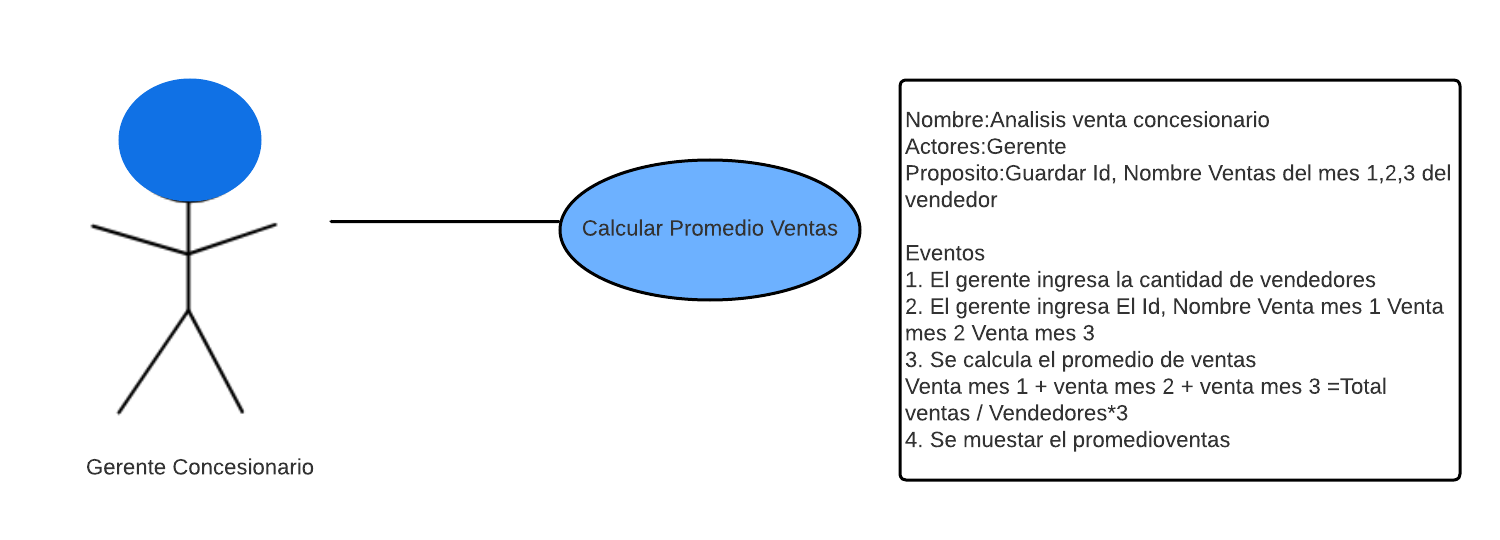 Gerente Concesionario
Calcular Promedio Ventas
Nombre:Analisis venta concesionario
Actores:Gerente
Proposito:Guardar Id, Nombre Ventas del mes 1,2,3 del
vendedor
Eventos
1. El gerente ingresa la cantidad de vendedores
2. El gerente ingresa El Id, Nombre Venta mes 1 Venta
mes 2 Venta mes 3
3. Se calcula el promedio de ventas
Venta mes 1 + venta mes 2 + venta mes 3 =Total
ventas / Vendedores*3
4. Se muestar el promedioventas